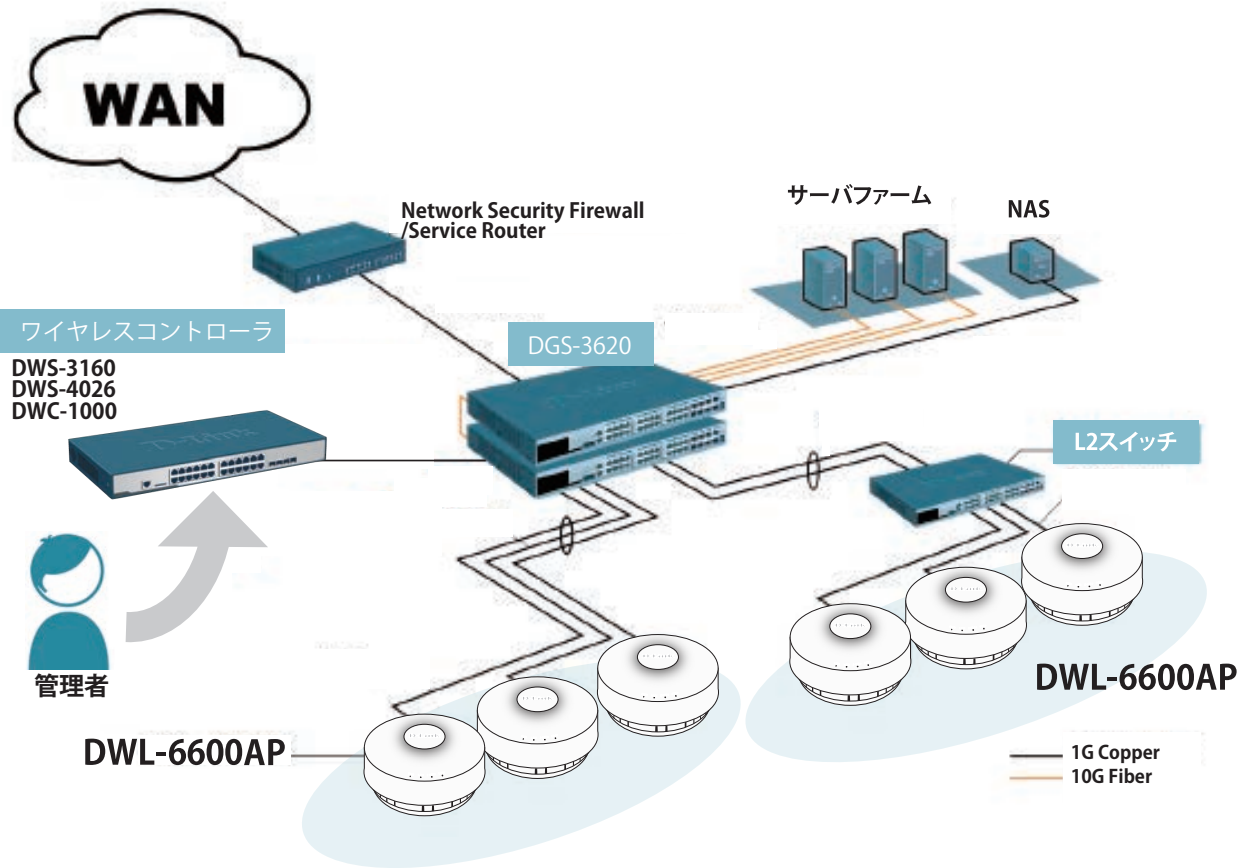 WAN
Network Security Firewall
/Service Router
サーバファーム
NAS
ワイヤレスコントローラ
DWS-3160
DWS-4026
DWC-1000
DGS-3620
L2スイッチ
管理者
DWL-6600AP
DWL-6600AP
1G Copper
10G Fiber